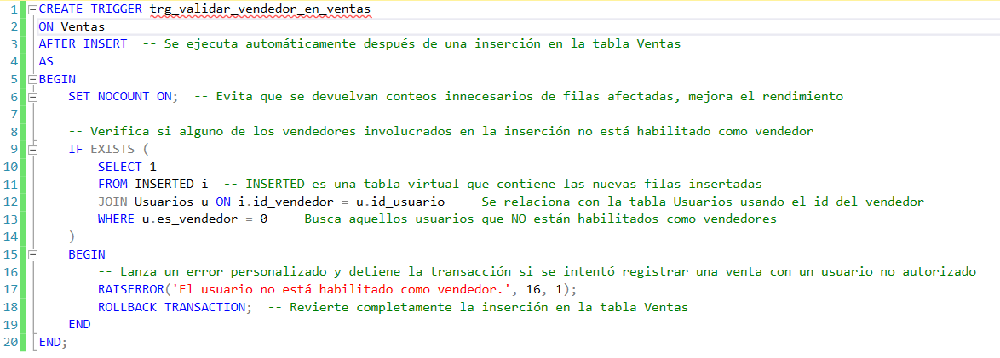 1 CREATE TRIGGER trg_validar_vendedor_en_ventas
2 ON Ventas
3 AFTER INSERT  -- Se ejecuta automáticamente después de una inserción en la tabla Ventas
4 AS
5 BEGIN
6     SET NOCOUNT ON;  -- Evita que se devuelvan conteos innecesarios de filas afectadas, mejora el rendimiento
7
8     -- Verifica si alguno de los vendedores involucrados en la inserción no está habilitado como vendedor
9     IF EXISTS (
10         SELECT 1
11         FROM INSERTED i  -- INSERTED es una tabla virtual que contiene las nuevas filas insertadas
12         JOIN Usuarios u ON i.id_vendedor = u.id_usuario  -- Se relaciona con la tabla Usuarios usando el id del vendedor
13         WHERE u.es_vendedor = 0  -- Busca aquellos usuarios que NO están habilitados como vendedores
14     )
15     BEGIN
16         -- Lanza un error personalizado y detiene la transacción si se intentó registrar una venta con un usuario no autorizado
17         RAISERROR('El usuario no está habilitado como vendedor.', 16, 1);
18         ROLLBACK TRANSACTION;  -- Revierte completamente la inserción en la tabla Ventas
19     END
20 END;